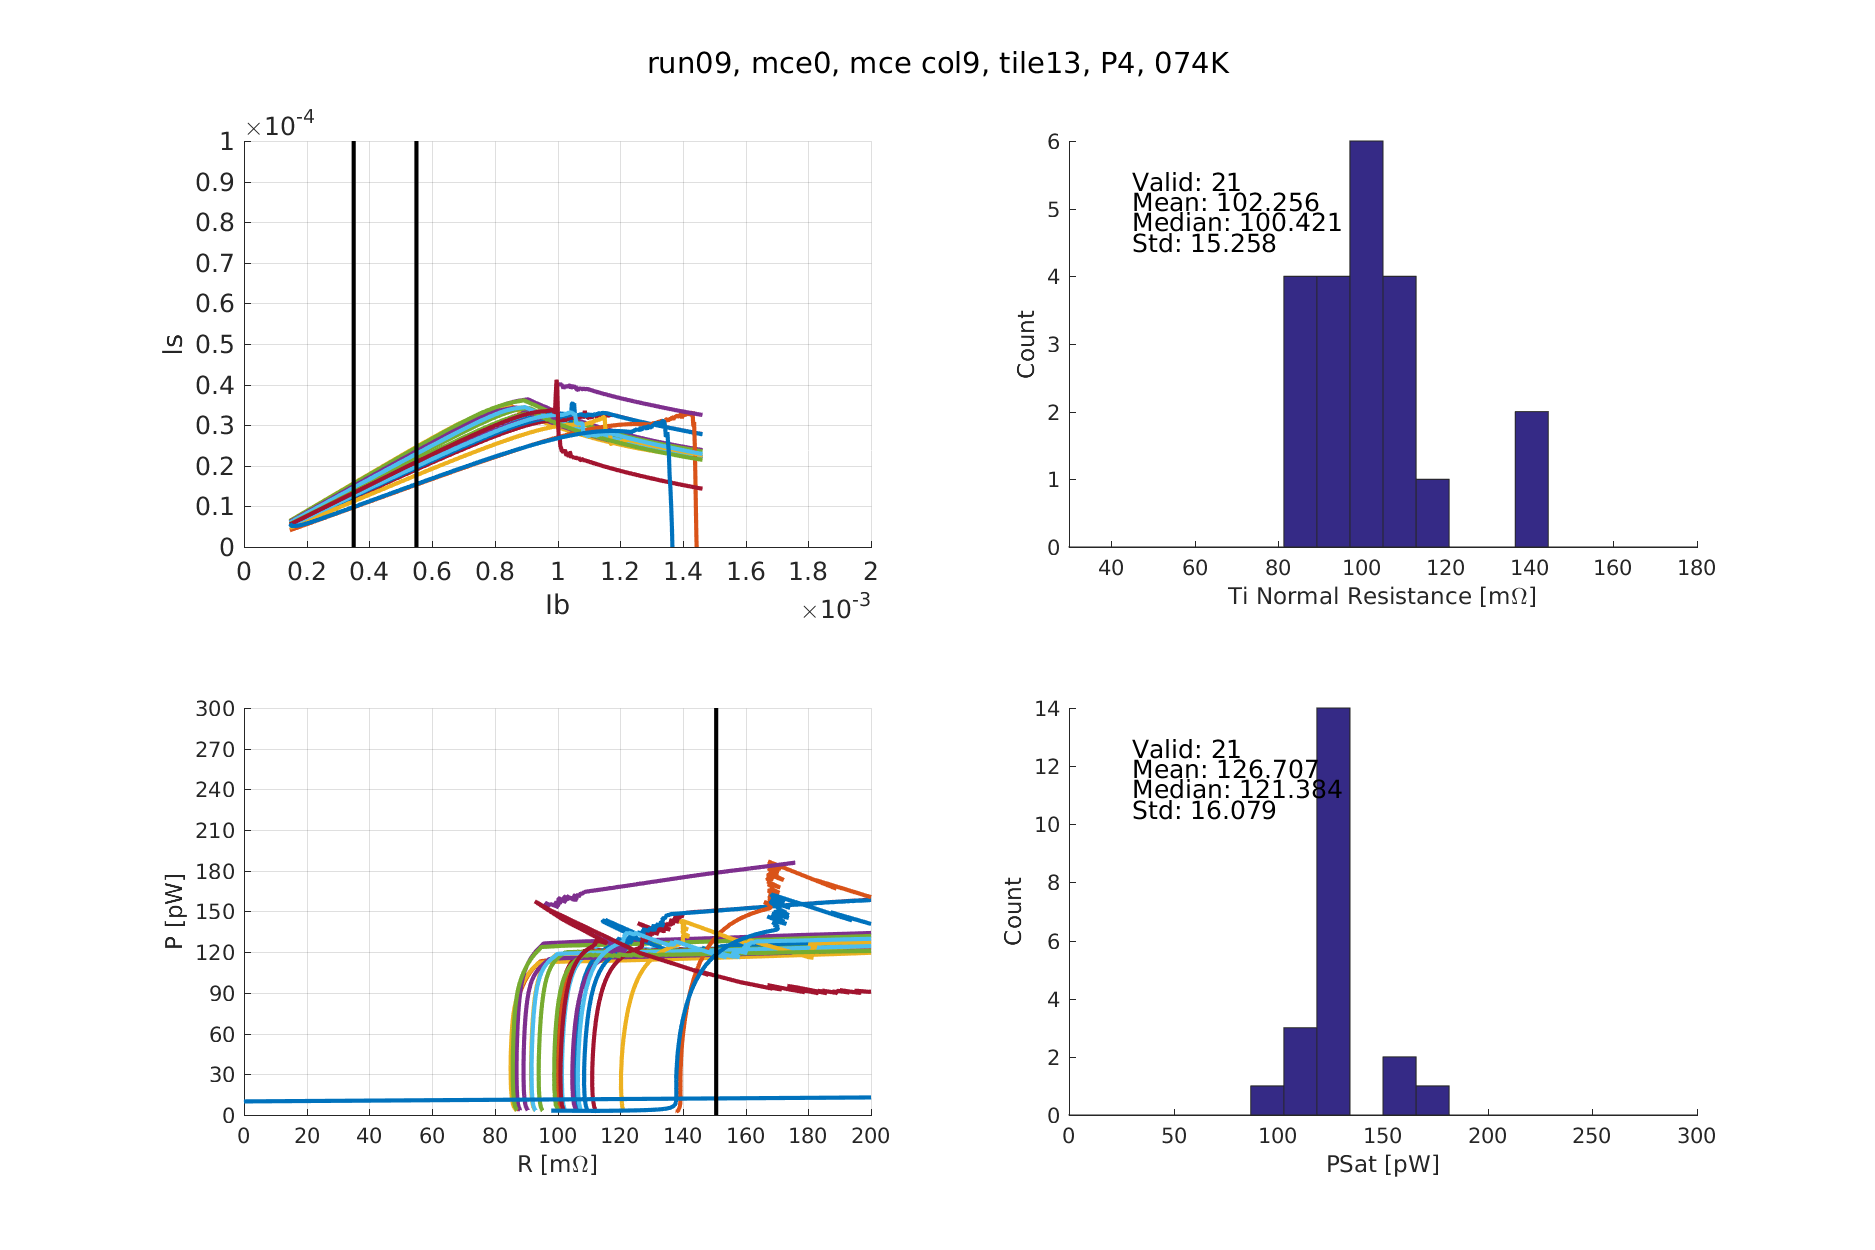 run09, mce0, mce col9, tile13, P4, 074K
×10-4
1
0.9
0.8
0.7
0.6
0.5
0.4
0.3
0.2
0.1
0
Is
0 0.2 0.4 0.6 0.8 1 1.2 1.4 1.6 1.8 2
Ib
×10-3
6
5
4
3
2
1
0
Count
Valid: 21
Mean: 102.256
Median: 100.421
Std: 15.258
40 60 80 100 120 140 160 180
Ti Normal Resistance [mΩ]
300
270
240
210
180
150
120
90
60
30
0
P [pW]
0 20 40 60 80 100 120 140 160 180 200
R [mΩ]
14
12
10
8
6
4
2
0
Count
Valid: 21
Mean: 126.707
Median: 121.384
Std: 16.079
0 50 100 150 200 250 300
PSat [pW]